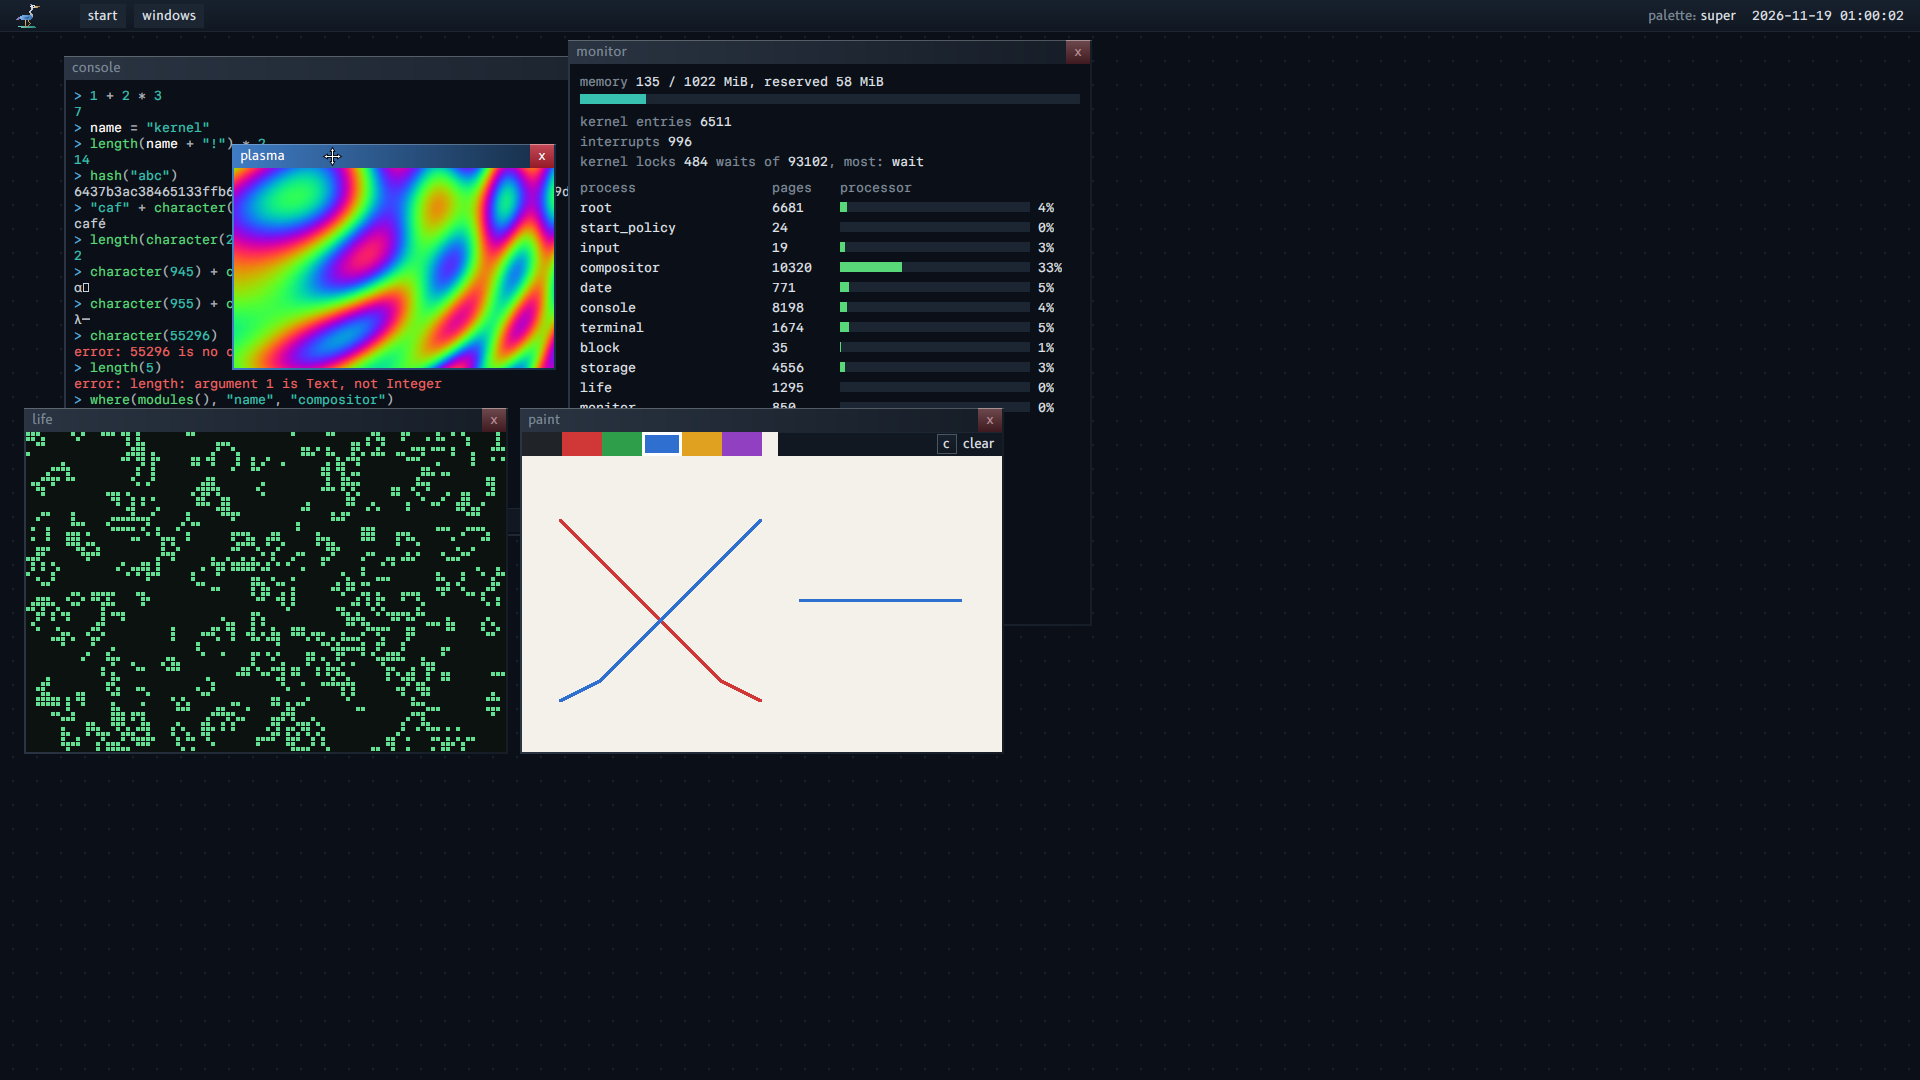 start windows palette: super 2026-11-19 01:00:02
console
> 1 + 2 * 3
7
> name = "kernel"
> length(name + "!") * 2
14
> hash("abc")
6437b3ac38465133ffb6 9d
> "caf" + character(
café
> length(character(2
2
> character(945) + c
α
> character(955) + c
λ—
> character(55296)
error: 55296 is no c
> length(5)
error: length: argument 1 is Text, not Integer
> where(modules(), "name", "compositor")
plasma x
monitor x
memory 135 / 1022 MiB, reserved 58 MiB
kernel entries 6511
interrupts 996
kernel locks 484 waits of 93102, most: wait
process pages processor
root 6681 4%
start_policy 24 0%
input 19 3%
compositor 10320 33%
date 771 5%
console 8198 4%
terminal 1674 5%
block 35 1%
storage 4556 3%
life 1295 0%
monitor 850 0%
life x
paint x
c clear